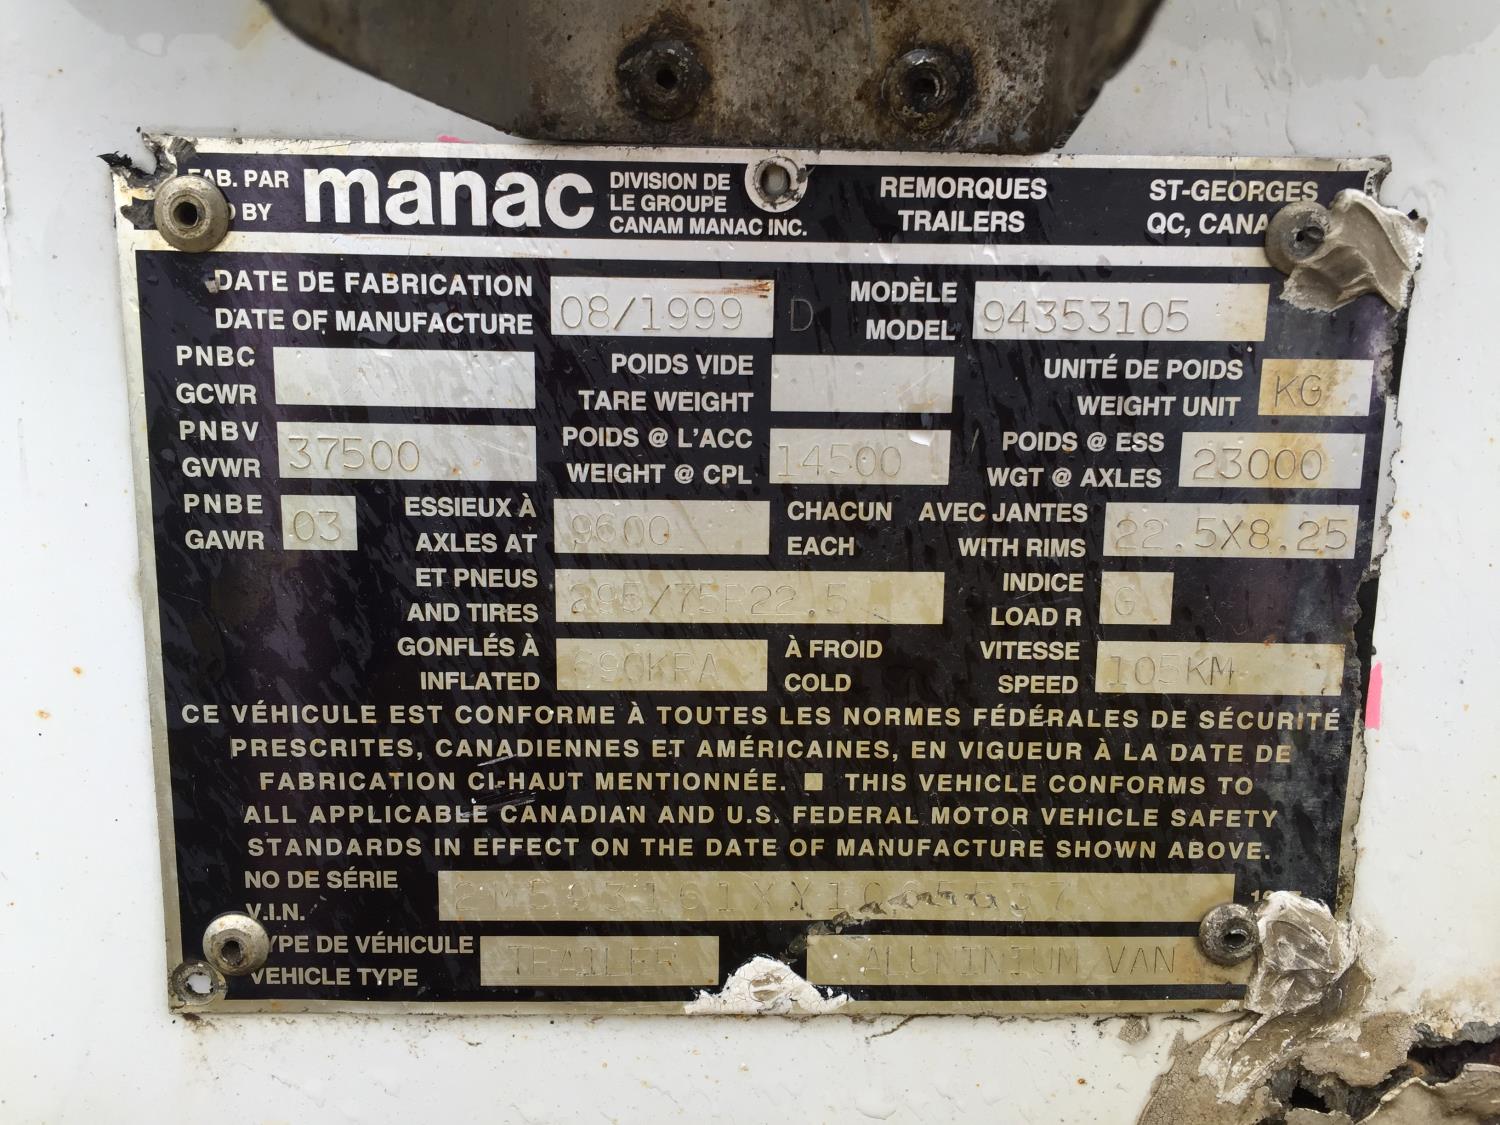 FAB. PAR manac DIVISION DE REMORQUES ST-GEORGES
BY LE GROUPE TRAILERS QC, CANA
CANAM MANAC INC.
DATE DE FABRICATION 08/1999 D MODÈLE 94353105
DATE OF MANUFACTURE MODEL
PNBC POIDS VIDE UNITÉ DE POIDS KG
GCWR TARE WEIGHT WEIGHT UNIT
PNBV 37500 POIDS @ L'ACC 14500 POIDS @ ESS 23000
GVWR WEIGHT @ CPL WGT @ AXLES
PNBE 03 ESSIEUX À 9600 CHACUN AVEC JANTES 22.5X8.25
GAWR AXLES AT EACH WITH RIMS
ET PNEUS 295/75R22.5 INDICE G
AND TIRES LOAD R
GONFLÉS À 690KPA À FROID VITESSE 105KM
INFLATED COLD SPEED
CE VÉHICULE EST CONFORME À TOUTES LES NORMES FÉDÉRALES DE SÉCURITÉ
PRESCRITES, CANADIENNES ET AMÉRICAINES, EN VIGUEUR À LA DATE DE
FABRICATION CI-HAUT MENTIONNÉE. ■ THIS VEHICLE CONFORMS TO
ALL APPLICABLE CANADIAN AND U.S. FEDERAL MOTOR VEHICLE SAFETY
STANDARDS IN EFFECT ON THE DATE OF MANUFACTURE SHOWN ABOVE.
NO DE SÉRIE
V.I.N.
TYPE DE VÉHICULE TRAILER ALUMINIUM VAN
VEHICLE TYPE